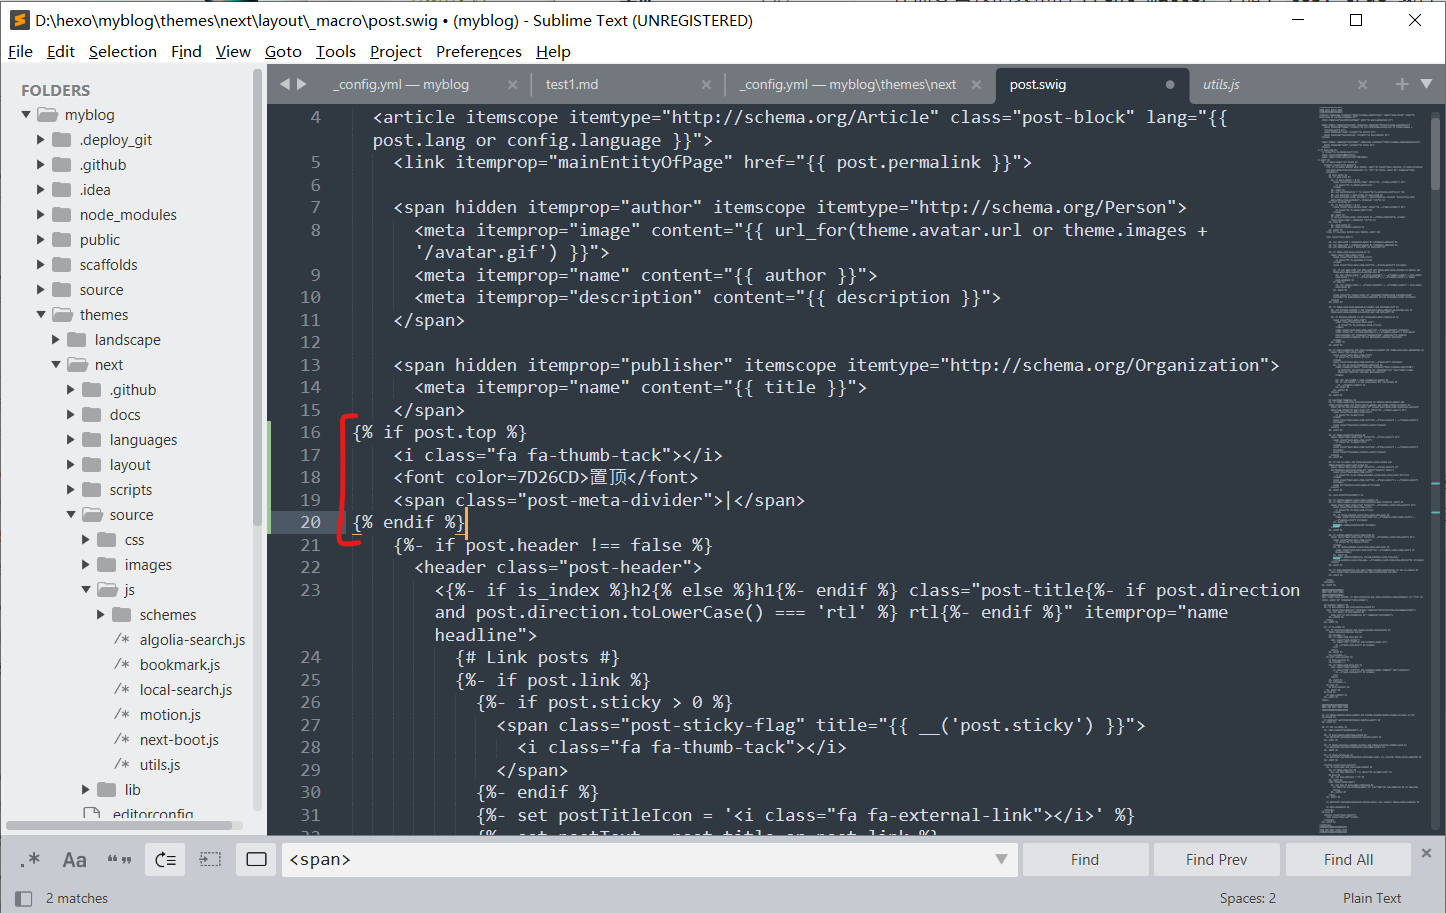 D:\hexo\myblog\themes\next\layout\_macro\post.swig • (myblog) - Sublime Text (UNREGISTERED)
File Edit Selection Find View Goto Tools Project Preferences Help
FOLDERS
myblog
.deploy_git
.github
.idea
node_modules
public
scaffolds
source
themes
landscape
next
.github
docs
languages
layout
scripts
source
css
images
js
schemes
/* algolia-search.js
/* bookmark.js
/* local-search.js
/* motion.js
/* next-boot.js
/* utils.js
lib
.editorconfig
_config.yml — myblog
test1.md
_config.yml — myblog\themes\next
post.swig
utils.js
4 <article itemscope itemtype="http://schema.org/Article" class="post-block" lang="{{
post.lang or config.language }}">
5 <link itemprop="mainEntityOfPage" href="{{ post.permalink }}">
6
7 <span hidden itemprop="author" itemscope itemtype="http://schema.org/Person">
8 <meta itemprop="image" content="{{ url_for(theme.avatar.url or theme.images +
'/avatar.gif') }}">
9 <meta itemprop="name" content="{{ author }}">
10 <meta itemprop="description" content="{{ description }}">
11 </span>
12
13 <span hidden itemprop="publisher" itemscope itemtype="http://schema.org/Organization">
14 <meta itemprop="name" content="{{ title }}">
15 </span>
16 {% if post.top %}
17 <i class="fa fa-thumb-tack"></i>
18 <font color=7D26CD>置顶</font>
19 <span class="post-meta-divider">|</span>
20 {% endif %}
21 {%- if post.header !== false %}
22 <header class="post-header">
23 <{%- if is_index %}h2{% else %}h1{%- endif %} class="post-title{%- if post.direction
and post.direction.toLowerCase() === 'rtl' %} rtl{%- endif %}" itemprop="name
headline">
24 {# Link posts #}
25 {%- if post.link %}
26 {%- if post.sticky > 0 %}
27 <span class="post-sticky-flag" title="{{ __('post.sticky') }}">
28 <i class="fa fa-thumb-tack"></i>
29 </span>
30 {%- endif %}
31 {%- set postTitleIcon = '<i class="fa fa-external-link"></i>' %}
32 {%- set postText = post.title or post.link %}
.* Aa “” <span> Find Find Prev Find All
2 matches
Spaces: 2
Plain Text